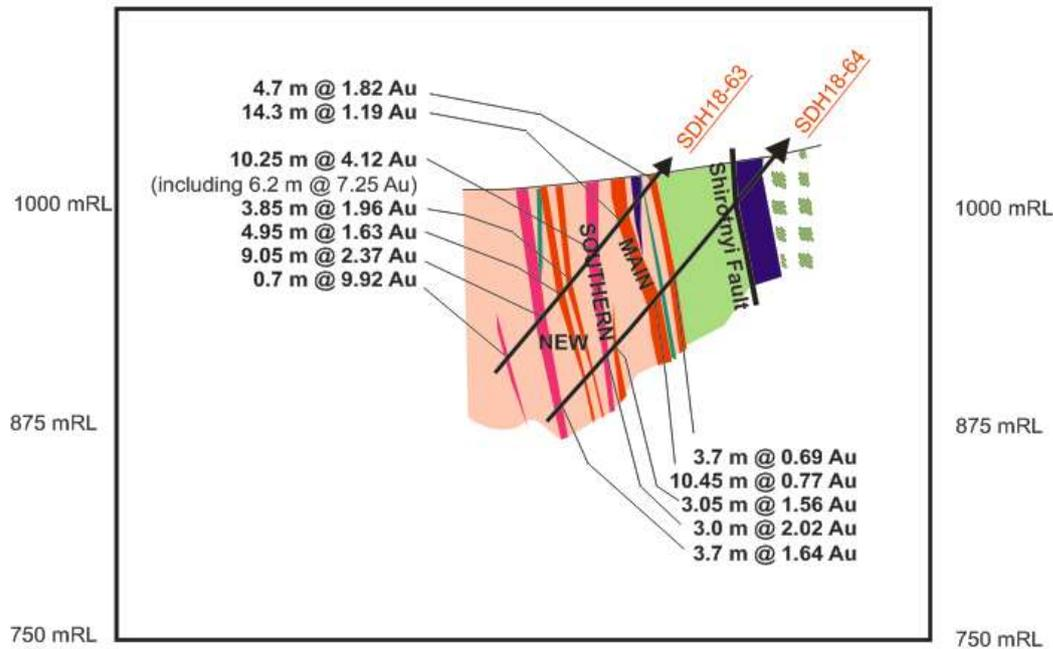 SDH18-63
SDH18-64
4.7 m @ 1.82 Au
14.3 m @ 1.19 Au
10.25 m @ 4.12 Au
(including 6.2 m @ 7.25 Au)
3.85 m @ 1.96 Au
4.95 m @ 1.63 Au
9.05 m @ 2.37 Au
0.7 m @ 9.92 Au
1000 mRL
1000 mRL
Shirotnyi Fault
MAIN
SOUTHERN
NEW
875 mRL
875 mRL
3.7 m @ 0.69 Au
10.45 m @ 0.77 Au
3.05 m @ 1.56 Au
3.0 m @ 2.02 Au
3.7 m @ 1.64 Au
750 mRL
750 mRL